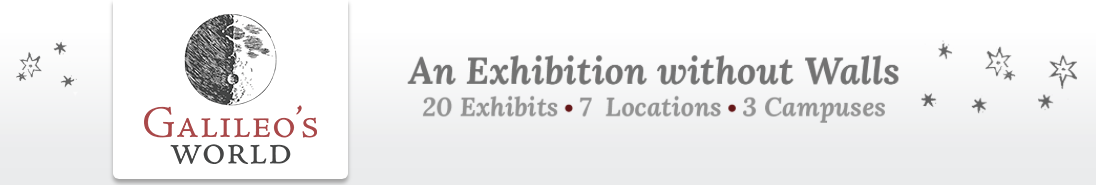 GALILEO'S
WORLD
An Exhibition without Walls
20 Exhibits • 7 Locations • 3 Campuses